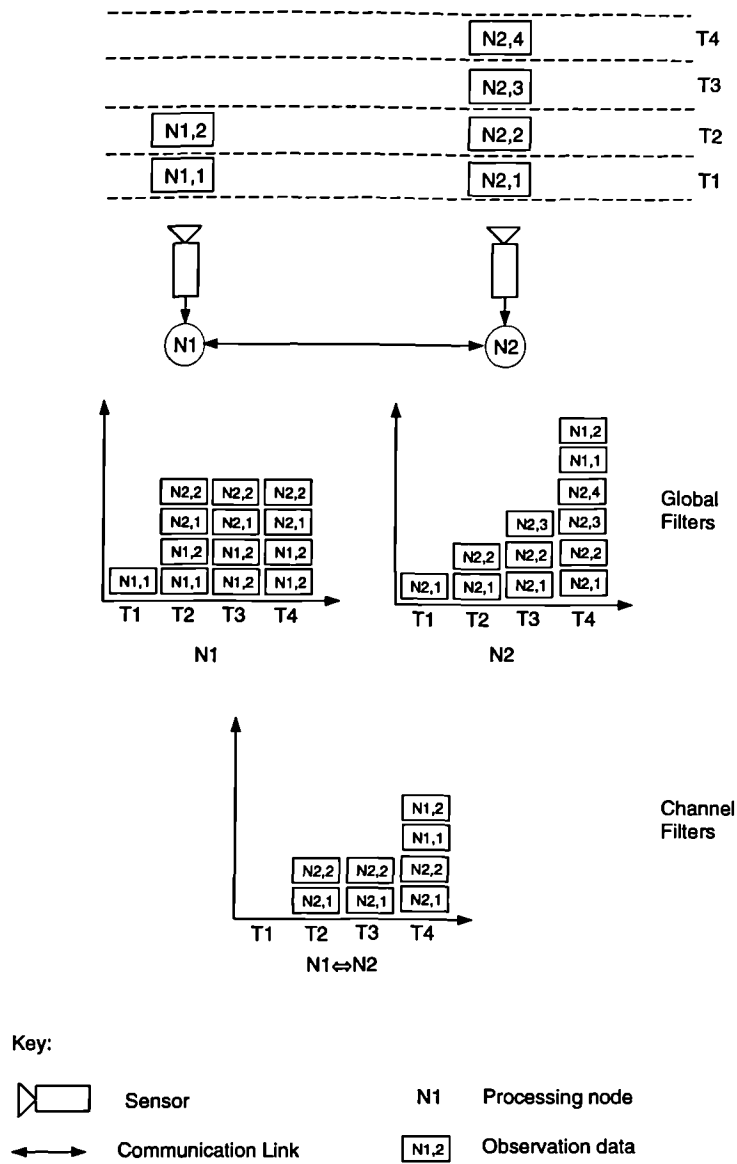 N2,4 T4
N2,3 T3
N1,2 N2,2 T2
N1,1 N2,1 T1
N1 N2
N1,2
N1,1
N2,2 N2,2 N2,2 N2,4
N2,1 N2,1 N2,1 N2,3 N2,3
N1,2 N1,2 N1,2 N2,2 N2,2 N2,2
N1,1 N1,1 N1,2 N1,2 N2,1 N2,1 N2,1 N2,1
Global
Filters
T1 T2 T3 T4 T1 T2 T3 T4
N1 N2
N1,2
N1,1
N2,2 N2,2 N2,2
N2,1 N2,1 N2,1
Channel
Filters
T1 T2 T3 T4
N1⇔N2
Key:
Sensor N1 Processing node
Communication Link N1,2 Observation data